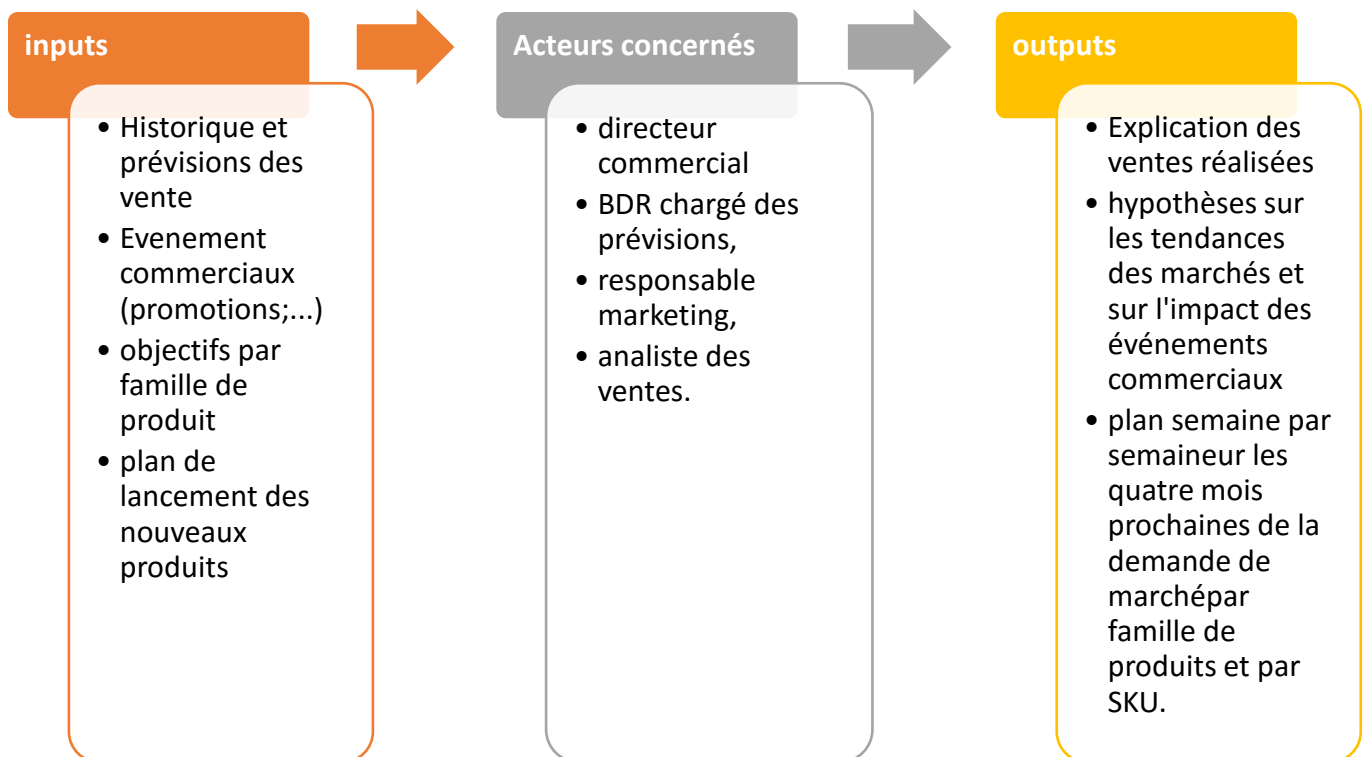 inputs
• Historique et
prévisions des
vente
• Evenement
commerciaux
(promotions;...)
• objectifs par
famille de
produit
• plan de
lancement des
nouveaux
produits
Acteurs concernés
• directeur
commercial
• BDR chargé des
prévisions,
• responsable
marketing,
• analiste des
ventes.
outputs
• Explication des
ventes réalisées
• hypothèses sur
les tendances
des marchés et
sur l'impact des
événements
commerciaux
• plan semaine par
semaineur les
quatre mois
prochaines de la
demande de
marchépar
famille de
produits et par
SKU.